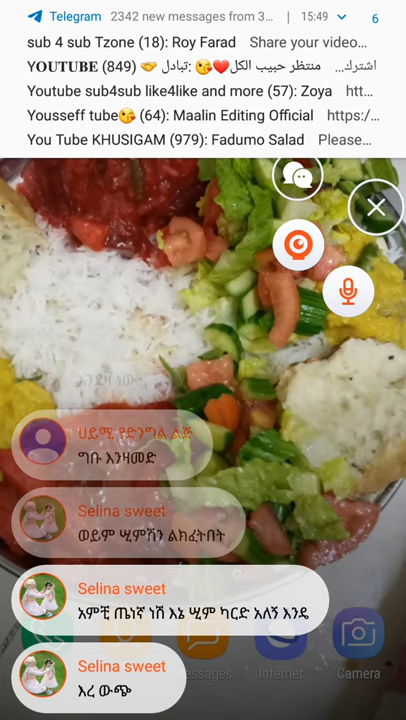 Telegram 2342 new messages from 3... | 15:49 6
sub 4 sub Tzone (18): Roy Farad Share your video...
YOUTUBE (849) 🤝 تبادل: 😘❤️ منتظر حبيب الكل اشترك...
Youtube sub4sub like4like and more (57): Zoya htt...
Yousseff tube😘 (64): Maalin Editing Official https:/...
You Tube KHUSIGAM (979): Fadumo Salad Please...
ሀይሚ የድንግል ልጅ
ግቡ እንዛመድ
Selina sweet
ወይም ሢምሽን ልክፈትበት
Selina sweet
አምቺ ጤነኛ ነሽ እኔ ሢም ካርድ አለኝ እንዴ
Selina sweet
እረ ውጭ
essages Internet Camera